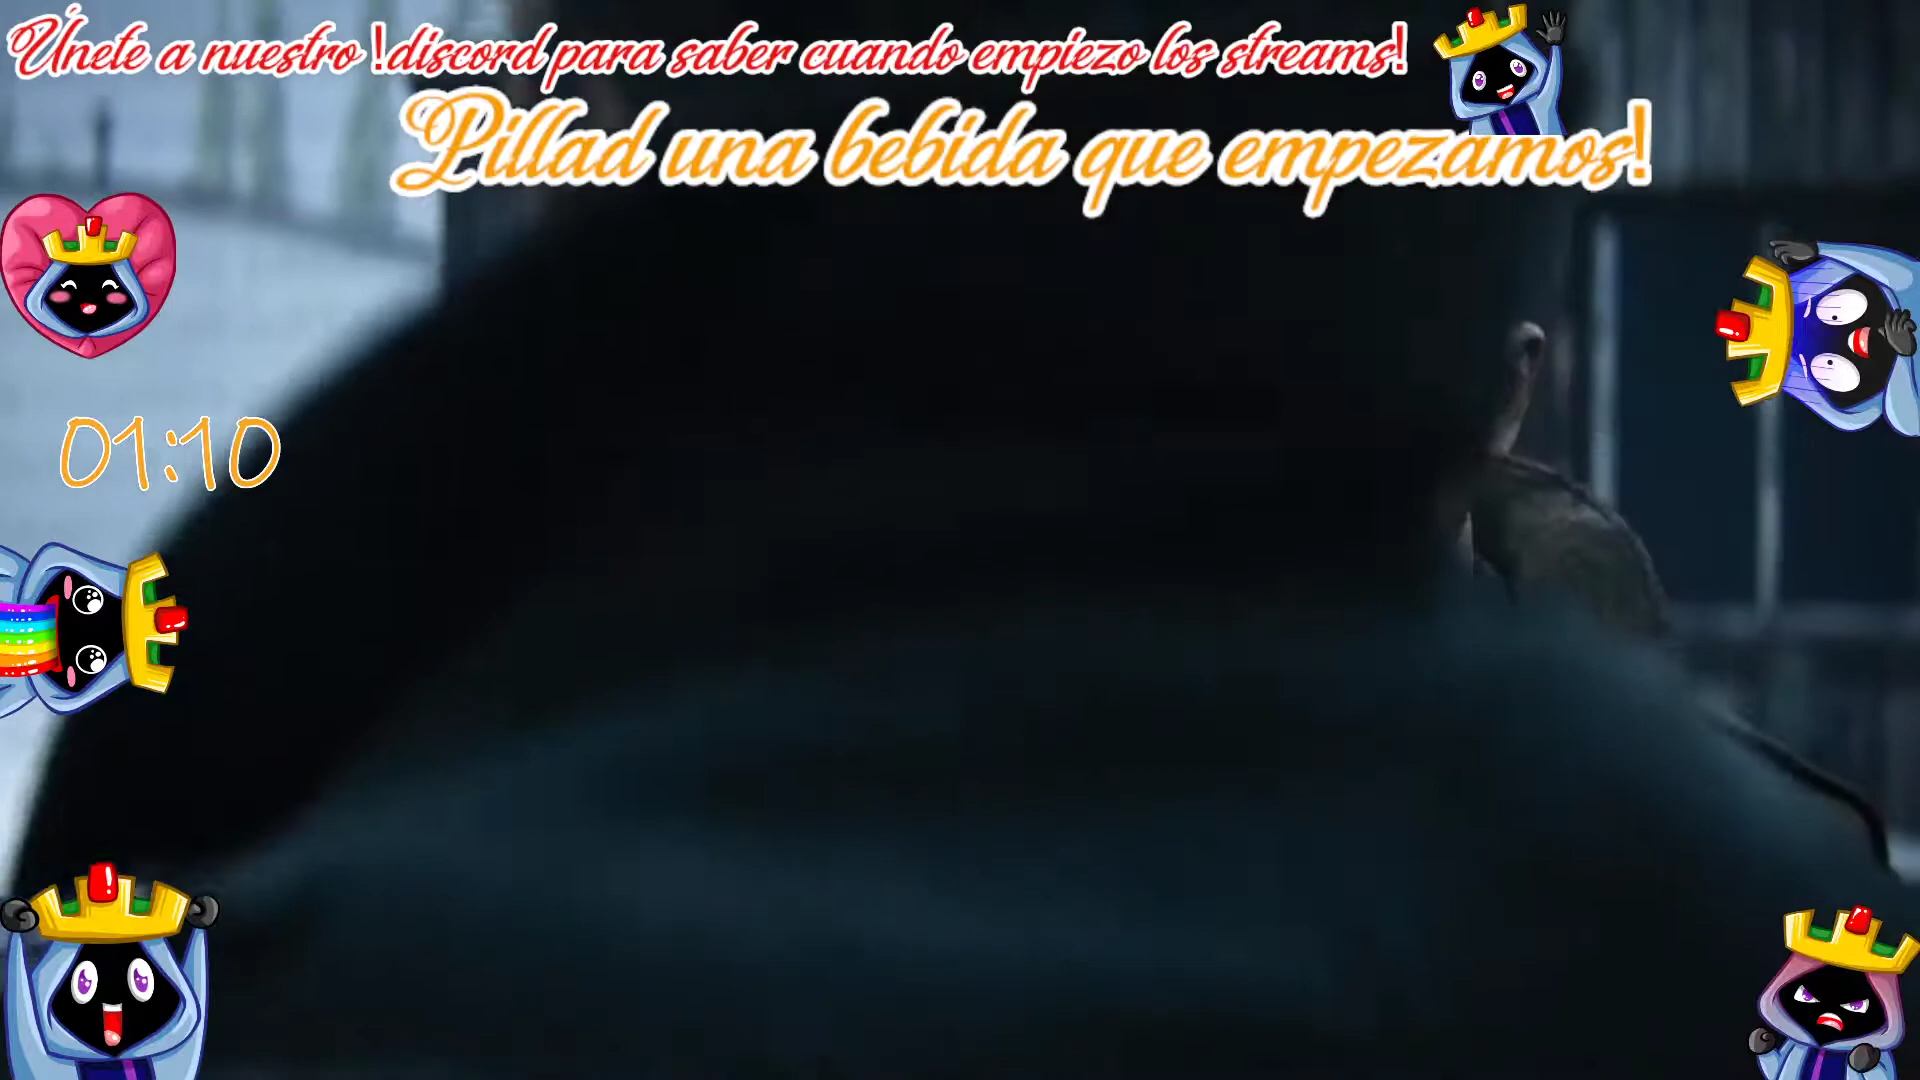 Únete a nuestro !discord para saber cuando empiezo los streams!
Pillad una bebida que empezamos!
01:10